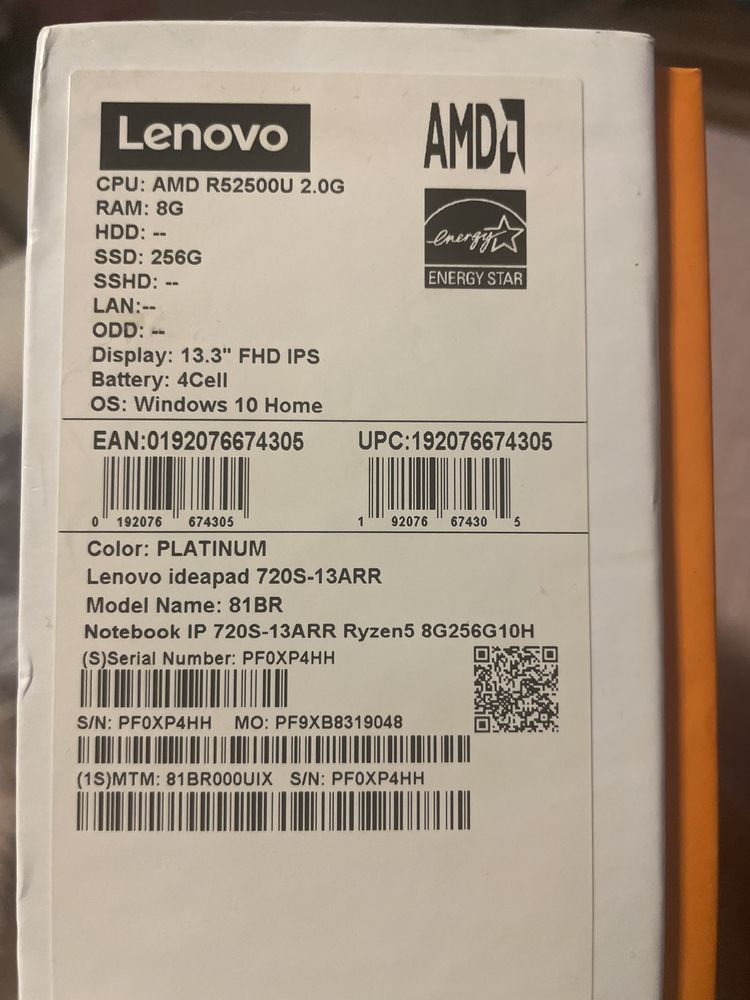 Lenovo
AMD
CPU: AMD R52500U 2.0G
RAM: 8G
HDD: --
SSD: 256G
SSHD: --
LAN:--
ODD: --
Display: 13.3" FHD IPS
Battery: 4Cell
OS: Windows 10 Home
energy
ENERGY STAR
EAN:0192076674305
UPC:192076674305
0 192076 674305
1 92076 67430 5
Color: PLATINUM
Lenovo ideapad 720S-13ARR
Model Name: 81BR
Notebook IP 720S-13ARR Ryzen5 8G256G10H
(S)Serial Number: PF0XP4HH
S/N: PF0XP4HH MO: PF9XB8319048
(1S)MTM: 81BR000UIX S/N: PF0XP4HH